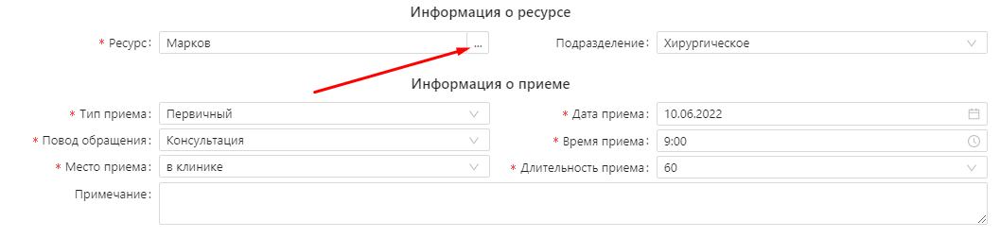 Информация о ресурсе
* Ресурс: Марков ... Подразделение: Хирургическое
Информация о приеме
* Тип приема: Первичный * Дата приема: 10.06.2022
* Повод обращения: Консультация * Время приема: 9:00
* Место приема: в клинике * Длительность приема: 60
Примечание: